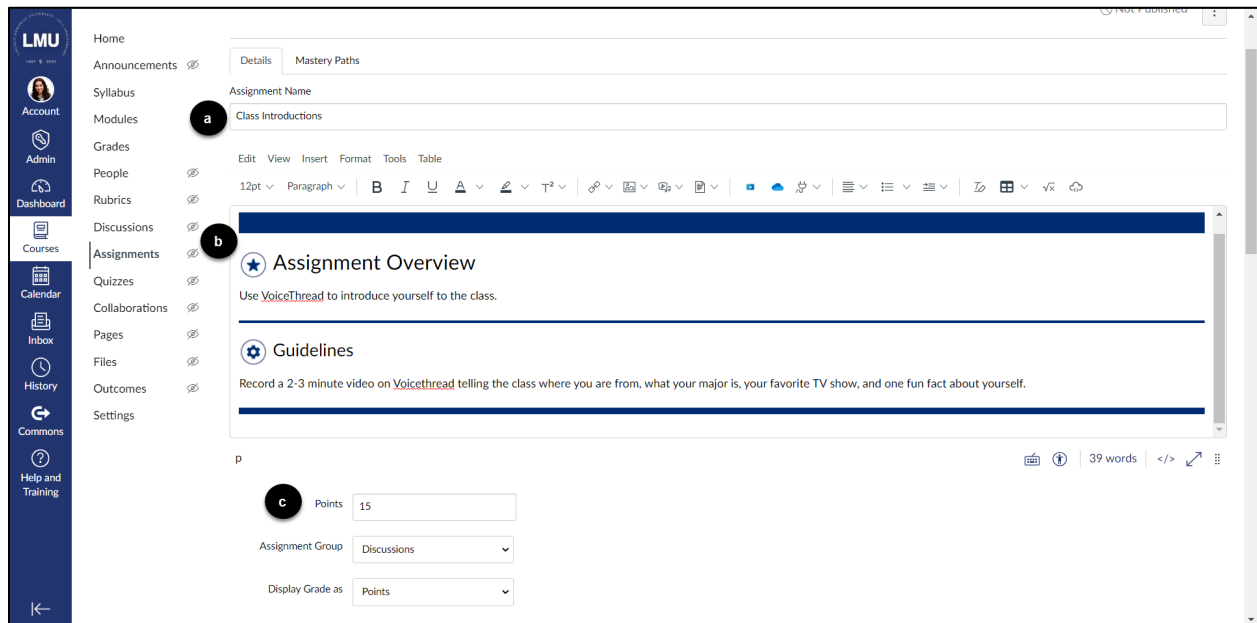 Not Published
LMU
Account
Admin
Dashboard
Courses
Calendar
Inbox
History
Commons
Help and
Training
Home
Announcements
Syllabus
Modules
Grades
People
Rubrics
Discussions
Assignments
Quizzes
Collaborations
Pages
Files
Outcomes
Settings
Details Mastery Paths
Assignment Name
a Class Introductions
Edit View Insert Format Tools Table
12pt Paragraph B I U A T²
b
Assignment Overview
Use VoiceThread to introduce yourself to the class.
Guidelines
Record a 2-3 minute video on Voicethread telling the class where you are from, what your major is, your favorite TV show, and one fun fact about yourself.
p 39 words </>
c Points 15
Assignment Group Discussions
Display Grade as Points